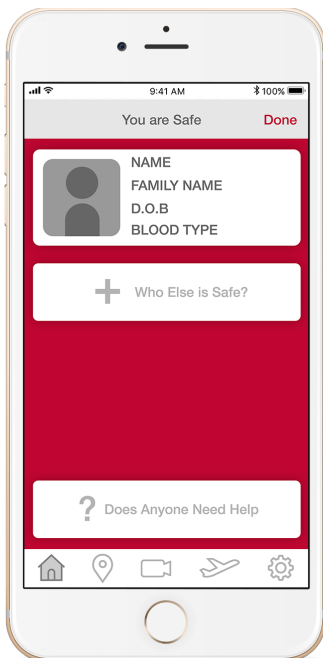 9:41 AM
100%
You are Safe
Done
NAME
FAMILY NAME
D.O.B
BLOOD TYPE
+ Who Else is Safe?
? Does Anyone Need Help